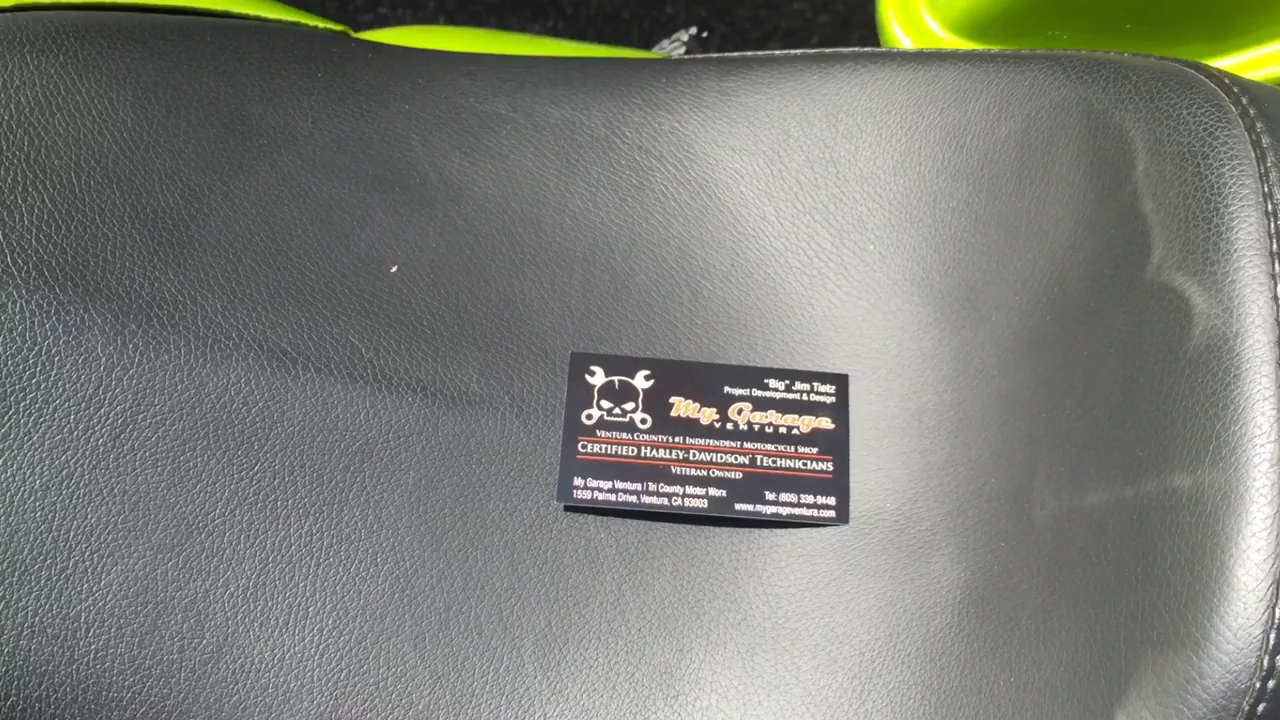 "Big" Jim Tietz
Project Development & Design
My Garage
VENTURA
VENTURA COUNTY'S #1 INDEPENDENT MOTORCYCLE SHOP
CERTIFIED HARLEY-DAVIDSON® TECHNICIANS
VETERAN OWNED
My Garage Ventura | Tri County Motor Worx
1559 Palma Drive, Ventura, CA 93003
Tel: (805) 339-9448
www.mygarageventura.com